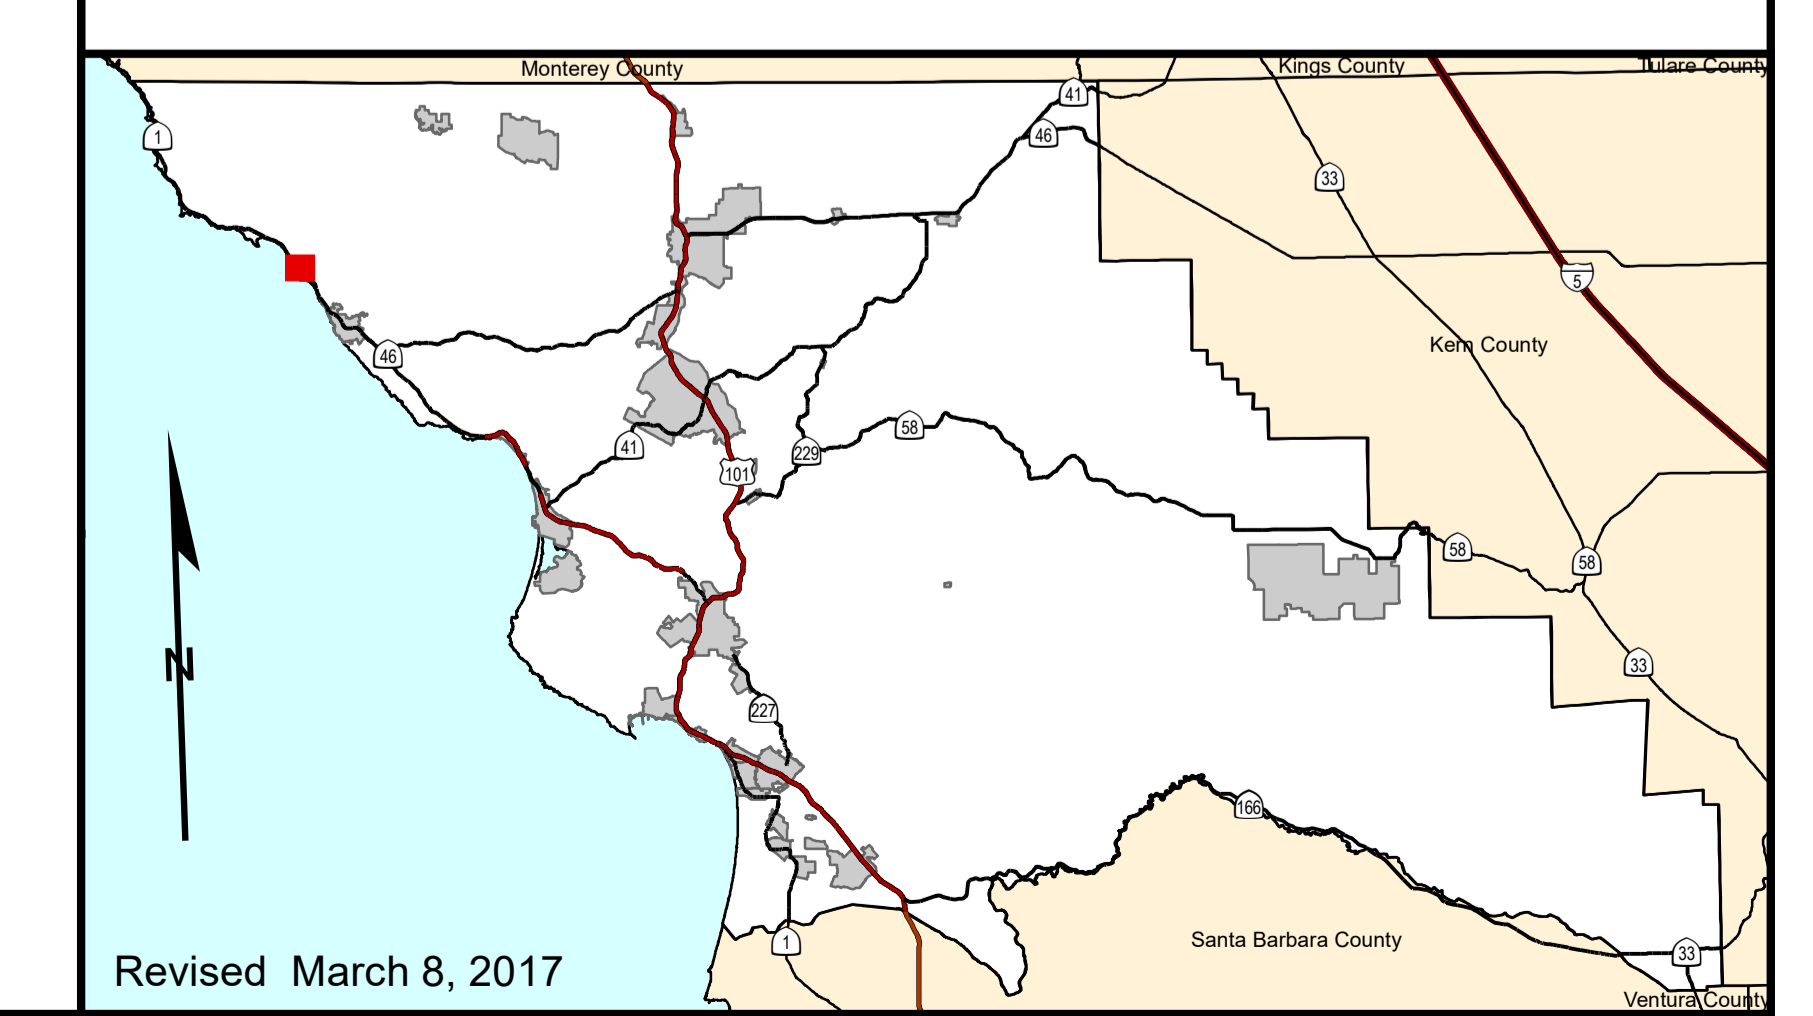 Monterey County
Kings County
Tulare County
41
1
46
33
5
Kern County
46
58
41
229
101
58
58
33
227
166
Santa Barbara County
1
33
N
Revised March 8, 2017
Ventura County